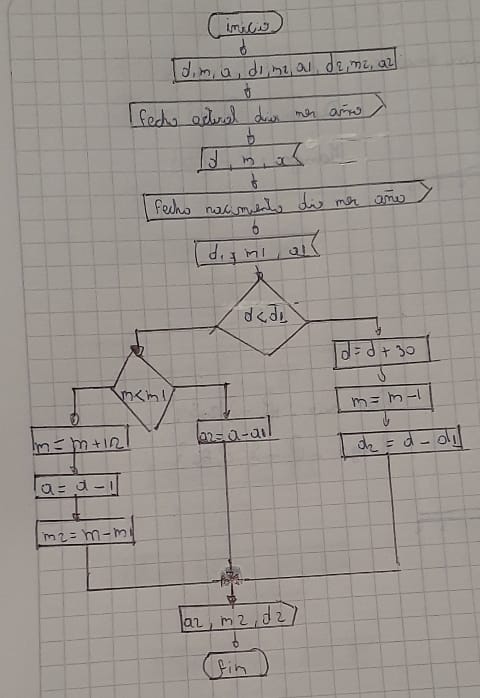 inicio
d, m, a, d1, m2, a1, d2, m2, a2
fecha actual dia mes año
d, m, a
fecha nacimiento dia mes año
d1, m1, a1
d<d1
d=d+30
m<m1
m=m-1
m=m+12
a2=a-a1
d2=d-d1
a=a-1
m2=m-m1
a2, m2, d2
fin